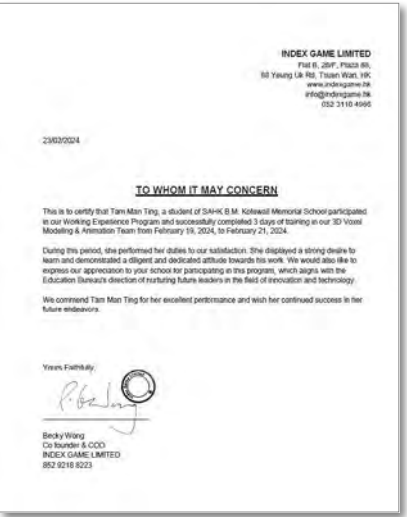 INDEX GAME LIMITED
Flat B, 28/F, Plaza 88,
88 Yeung Uk Rd, Tsuen Wan, HK
www.indexgame.hk
info@indexgame.hk
852 3110 4966
23/02/2024
TO WHOM IT MAY CONCERN
This is to certify that Tam Man Ting, a student of SAHK B.M. Kotewall Memorial School participated
in our Working Experience Program and successfully completed 3 days of training in our 3D Voxel
Modeling & Animation Team from February 19, 2024, to February 21, 2024.
During this period, she performed her duties to our satisfaction. She displayed a strong desire to
learn and demonstrated a diligent and dedicated attitude towards his work. We would also like to
express our appreciation to your school for participating in this program, which aligns with the
Education Bureau's direction of nurturing future leaders in the field of innovation and technology.
We commend Tam Man Ting for her excellent performance and wish her continued success in her
future endeavors.
Yours Faithfully,
Becky Wong
Co founder & COO
INDEX GAME LIMITED
852 9218 8223